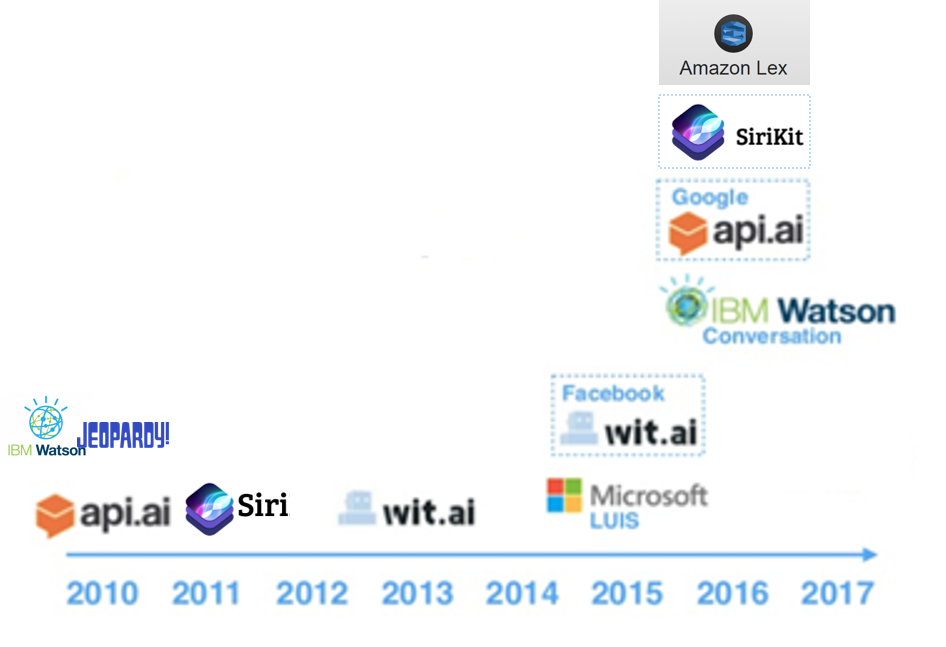 Amazon Lex
SiriKit
Google
api.ai
IBM Watson
Conversation
Facebook
wit.ai
JEOPARDY!
IBM Watson
api.ai
Siri
wit.ai
Microsoft
LUIS
2010 2011 2012 2013 2014 2015 2016 2017